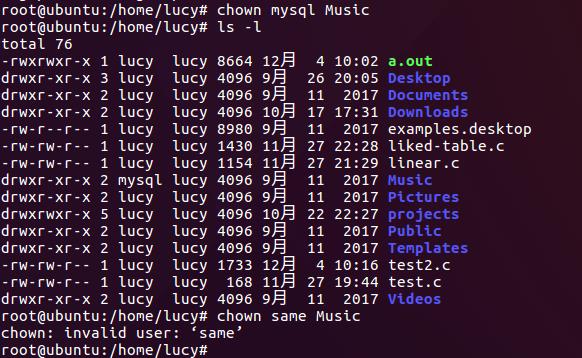 root@ubuntu:/home/lucy# chown mysql Music
root@ubuntu:/home/lucy# ls -l
total 76
-rwxrwxr-x 1 lucy  lucy 8664 12月  4 10:02 a.out
drwxr-xr-x 3 lucy  lucy 4096 9月  26 20:05 Desktop
drwxr-xr-x 2 lucy  lucy 4096 9月  11  2017 Documents
drwxr-xr-x 2 lucy  lucy 4096 10月 17 17:31 Downloads
-rw-r--r-- 1 lucy  lucy 8980 9月  11  2017 examples.desktop
-rw-rw-r-- 1 lucy  lucy 1430 11月 27 22:28 liked-table.c
-rw-rw-r-- 1 lucy  lucy 1154 11月 27 21:29 linear.c
drwxr-xr-x 2 mysql lucy 4096 9月  11  2017 Music
drwxr-xr-x 2 lucy  lucy 4096 9月  11  2017 Pictures
drwxrwxr-x 5 lucy  lucy 4096 10月 22 22:27 projects
drwxr-xr-x 2 lucy  lucy 4096 9月  11  2017 Public
drwxr-xr-x 2 lucy  lucy 4096 9月  11  2017 Templates
-rw-rw-r-- 1 lucy  lucy 1733 12月  4 10:16 test2.c
-rw-rw-r-- 1 lucy  lucy  168 11月 27 19:44 test.c
drwxr-xr-x 2 lucy  lucy 4096 9月  11  2017 Videos
root@ubuntu:/home/lucy# chown same Music
chown: invalid user: ‘same’
root@ubuntu:/home/lucy#